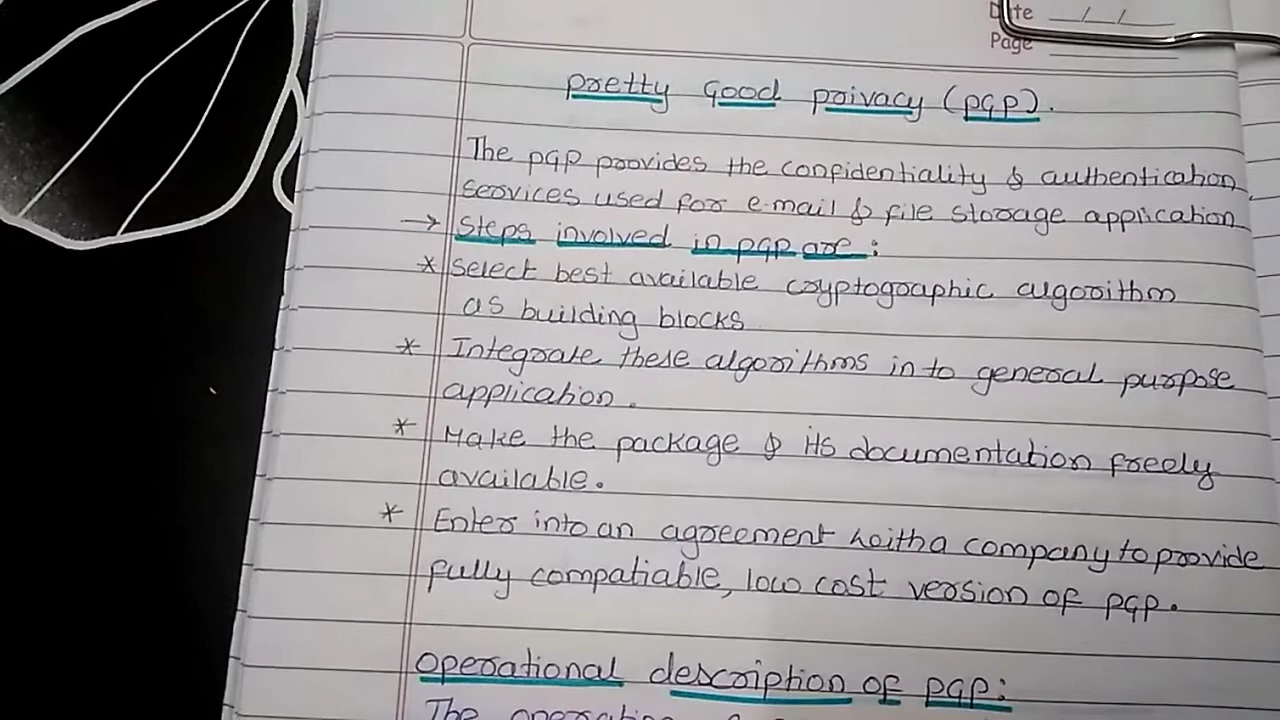 Date _/_/_
Page
Pretty Good Privacy (PGP).
The PGP provides the confidentiality & authentication
services used for e-mail & file storage application
→ Steps involved in PGP are :
* Select best available cryptographic algorithm
as building blocks
* Integrate these algorithms in to general purpose
application.
* Make the package & its documentation freely
available.
* Enter into an agreement with a company to provide
fully compatiable, low cost version of PGP.
Operational description of PGP:
The